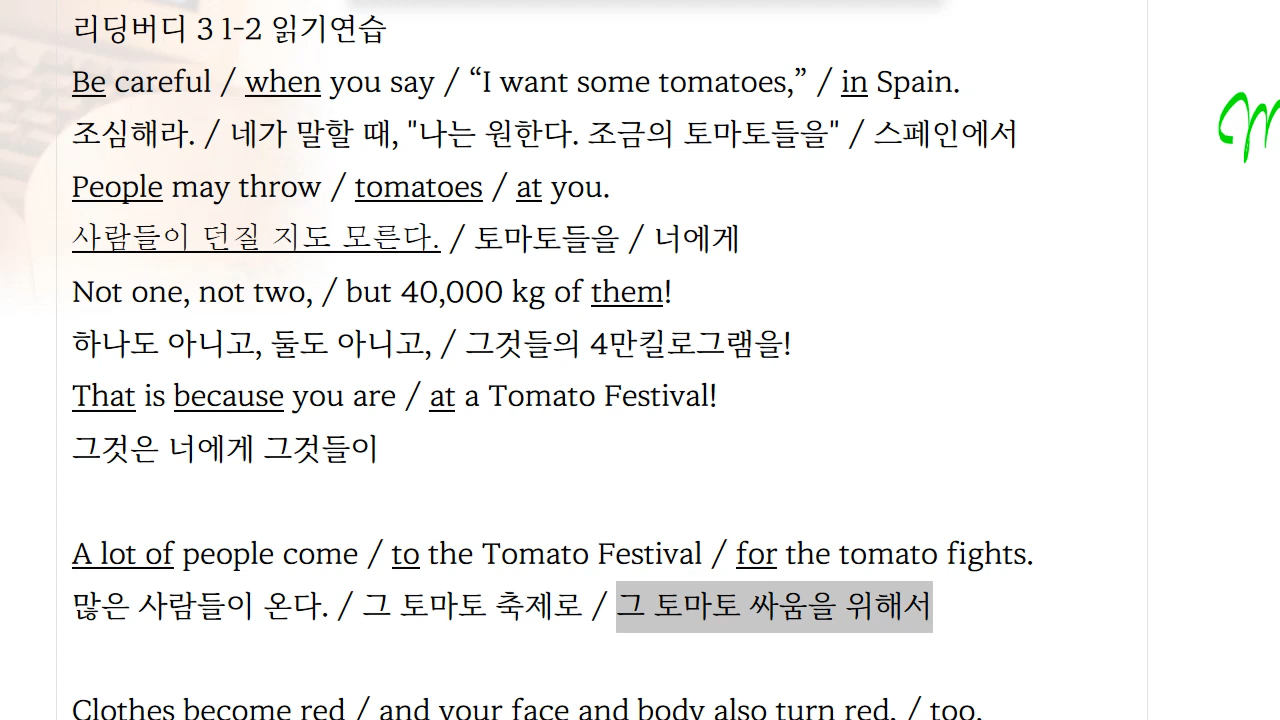 리딩버디 3 1-2 읽기연습
Be careful / when you say / “I want some tomatoes,” / in Spain.
조심해라. / 네가 말할 때, "나는 원한다. 조금의 토마토들을" / 스페인에서
People may throw / tomatoes / at you.
사람들이 던질 지도 모른다. / 토마토들을 / 너에게
Not one, not two, / but 40,000 kg of them!
하나도 아니고, 둘도 아니고, / 그것들의 4만킬로그램을!
That is because you are / at a Tomato Festival!
그것은 너에게 그것들이
A lot of people come / to the Tomato Festival / for the tomato fights.
많은 사람들이 온다. / 그 토마토 축제로 / 그 토마토 싸움을 위해서
Clothes become red / and your face and body also turn red, / too.